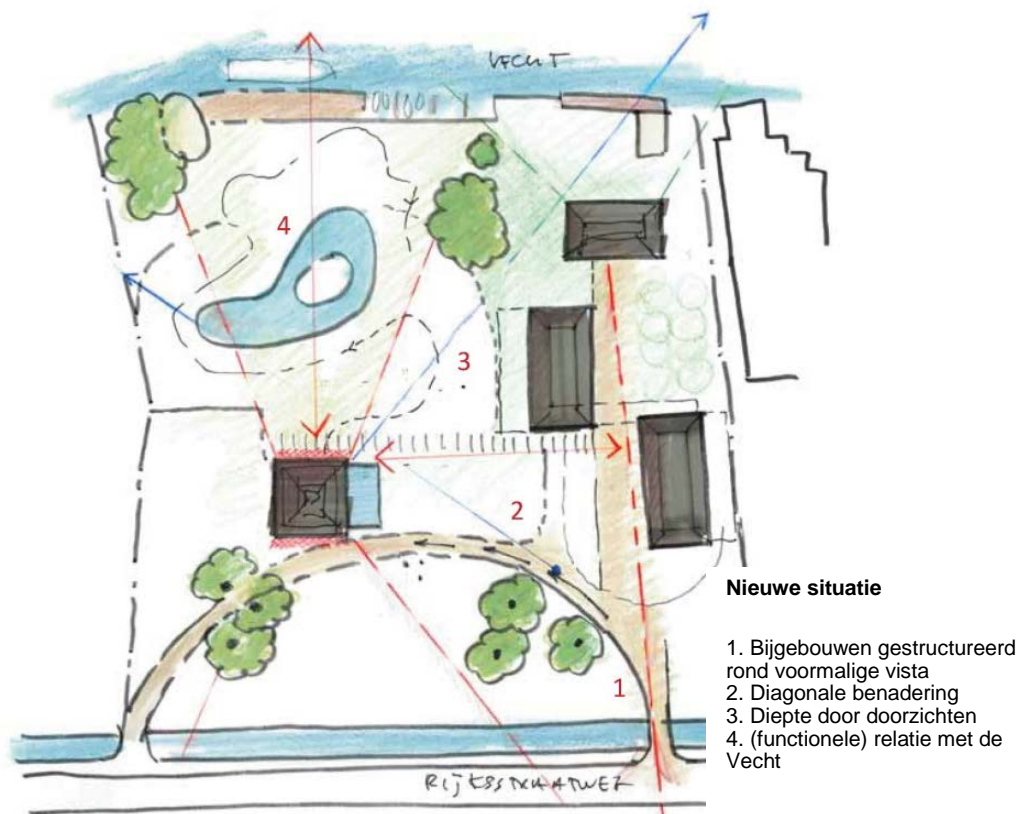 VECHT
4
3
2
1
RIJKSSTRAATWEG
Nieuwe situatie
1. Bijgebouwen gestructureerd
rond voormalige vista
2. Diagonale benadering
3. Diepte door doorzichten
4. (functionele) relatie met de
Vecht